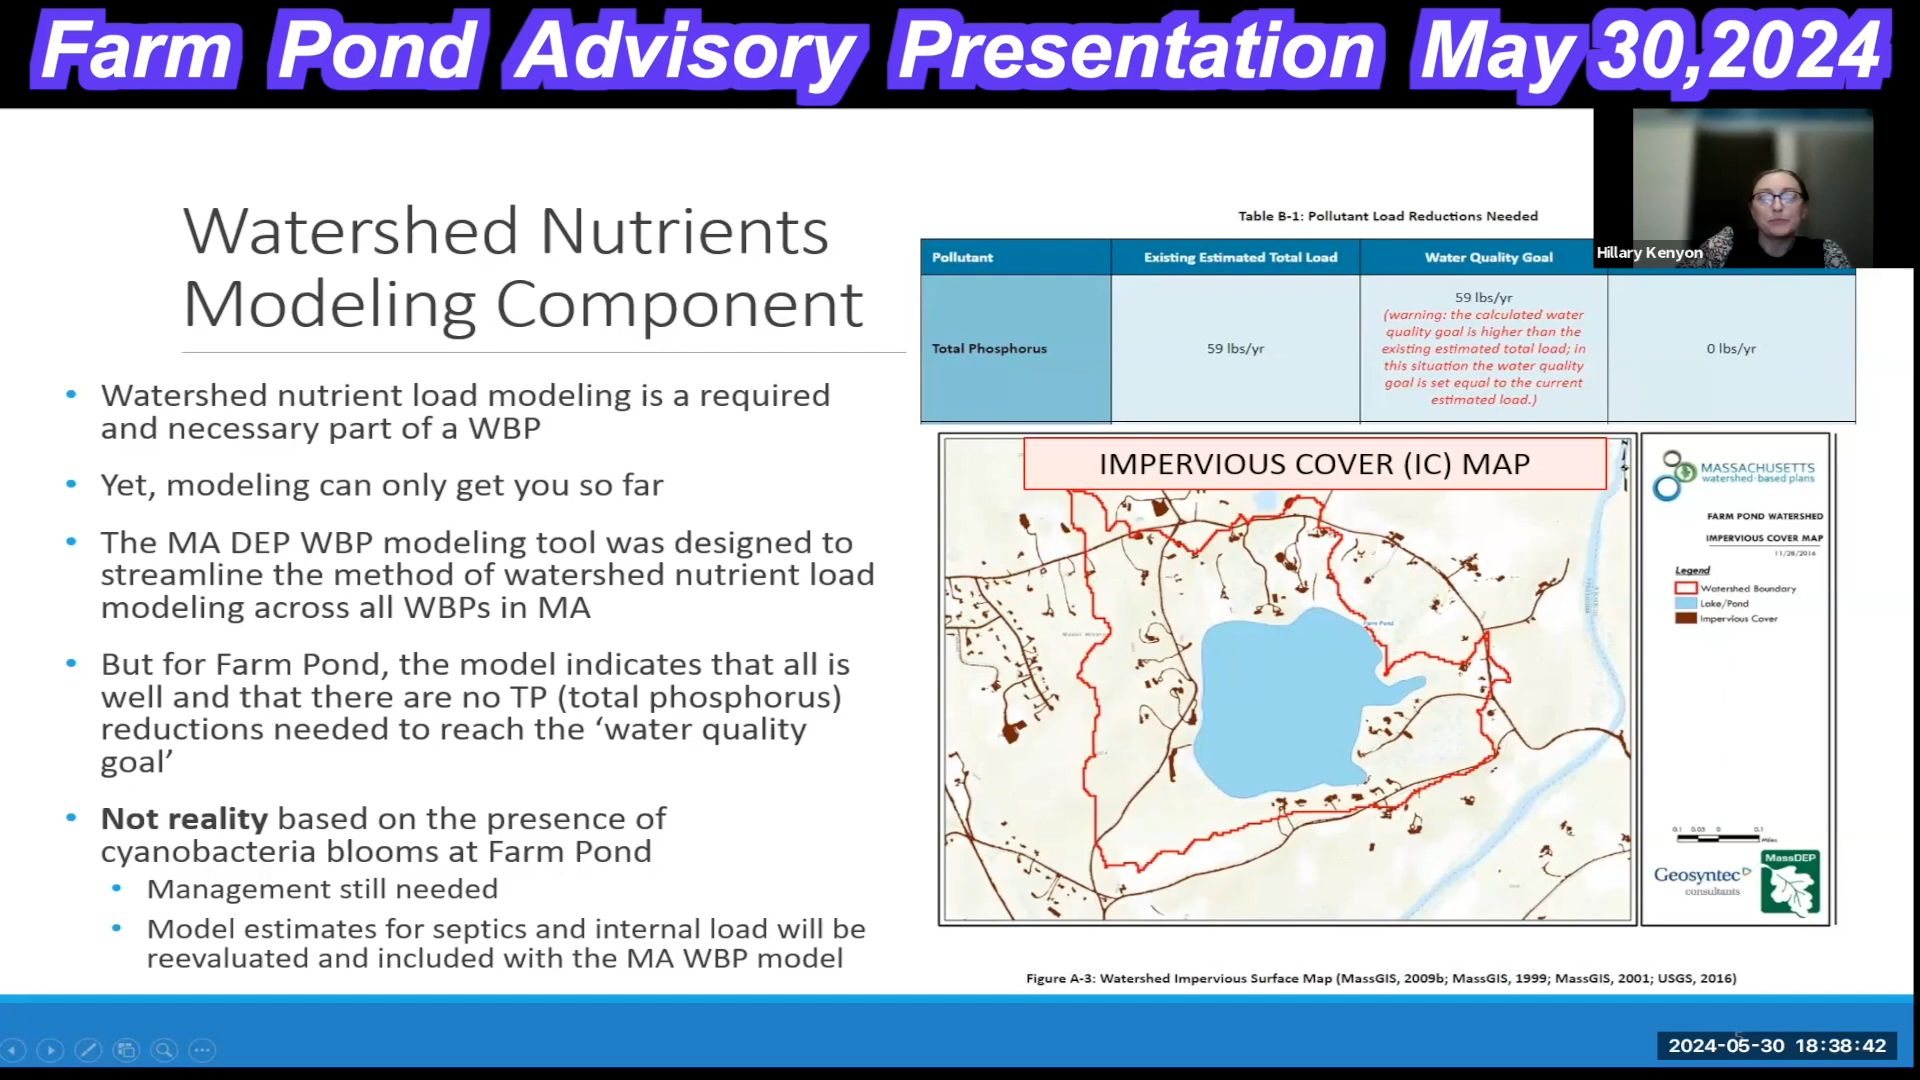 Farm Pond Advisory Presentation May 30,2024
Hillary Kenyon
Watershed Nutrients
Modeling Component
• Watershed nutrient load modeling is a required
and necessary part of a WBP
• Yet, modeling can only get you so far
• The MA DEP WBP modeling tool was designed to
streamline the method of watershed nutrient load
modeling across all WBPs in MA
• But for Farm Pond, the model indicates that all is
well and that there are no TP (total phosphorus)
reductions needed to reach the ‘water quality
goal’
• Not reality based on the presence of
cyanobacteria blooms at Farm Pond
• Management still needed
• Model estimates for septics and internal load will be
reevaluated and included with the MA WBP model
Table B-1: Pollutant Load Reductions Needed
Pollutant Existing Estimated Total Load Water Quality Goal
Total Phosphorus
59 lbs/yr
59 lbs/yr
(warning: the calculated water
quality goal is higher than the
existing estimated total load; in
this situation the water quality
goal is set equal to the current
estimated load.)
0 lbs/yr
IMPERVIOUS COVER (IC) MAP
Farm Pond
MASSACHUSETTS
watershed-based plans
FARM POND WATERSHED
IMPERVIOUS COVER MAP
11/28/2016
Legend
Watershed Boundary
Lake/Pond
Impervious Cover
0.1 0.05 0 0.1
Miles
Geosyntec
consultants
MassDEP
Figure A-3: Watershed Impervious Surface Map (MassGIS, 2009b; MassGIS, 1999; MassGIS, 2001; USGS, 2016)
2024-05-30 18:38:42